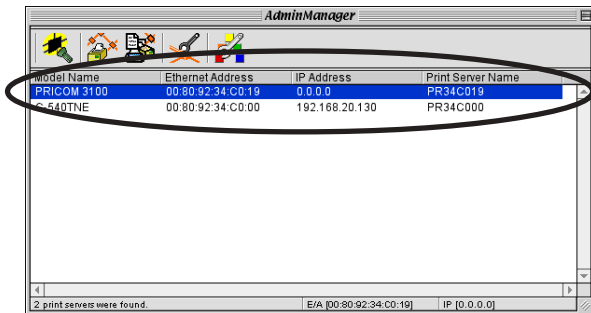 AdminManager
Model Name Ethernet Address IP Address Print Server Name
PRICOM 3100 00:80:92:34:C0:19 0.0.0.0 PR34C019
C-540TNE 00:80:92:34:C0:00 192.168.20.130 PR34C000
2 print servers were found. E/A [00:80:92:34:C0:19] IP [0.0.0.0]